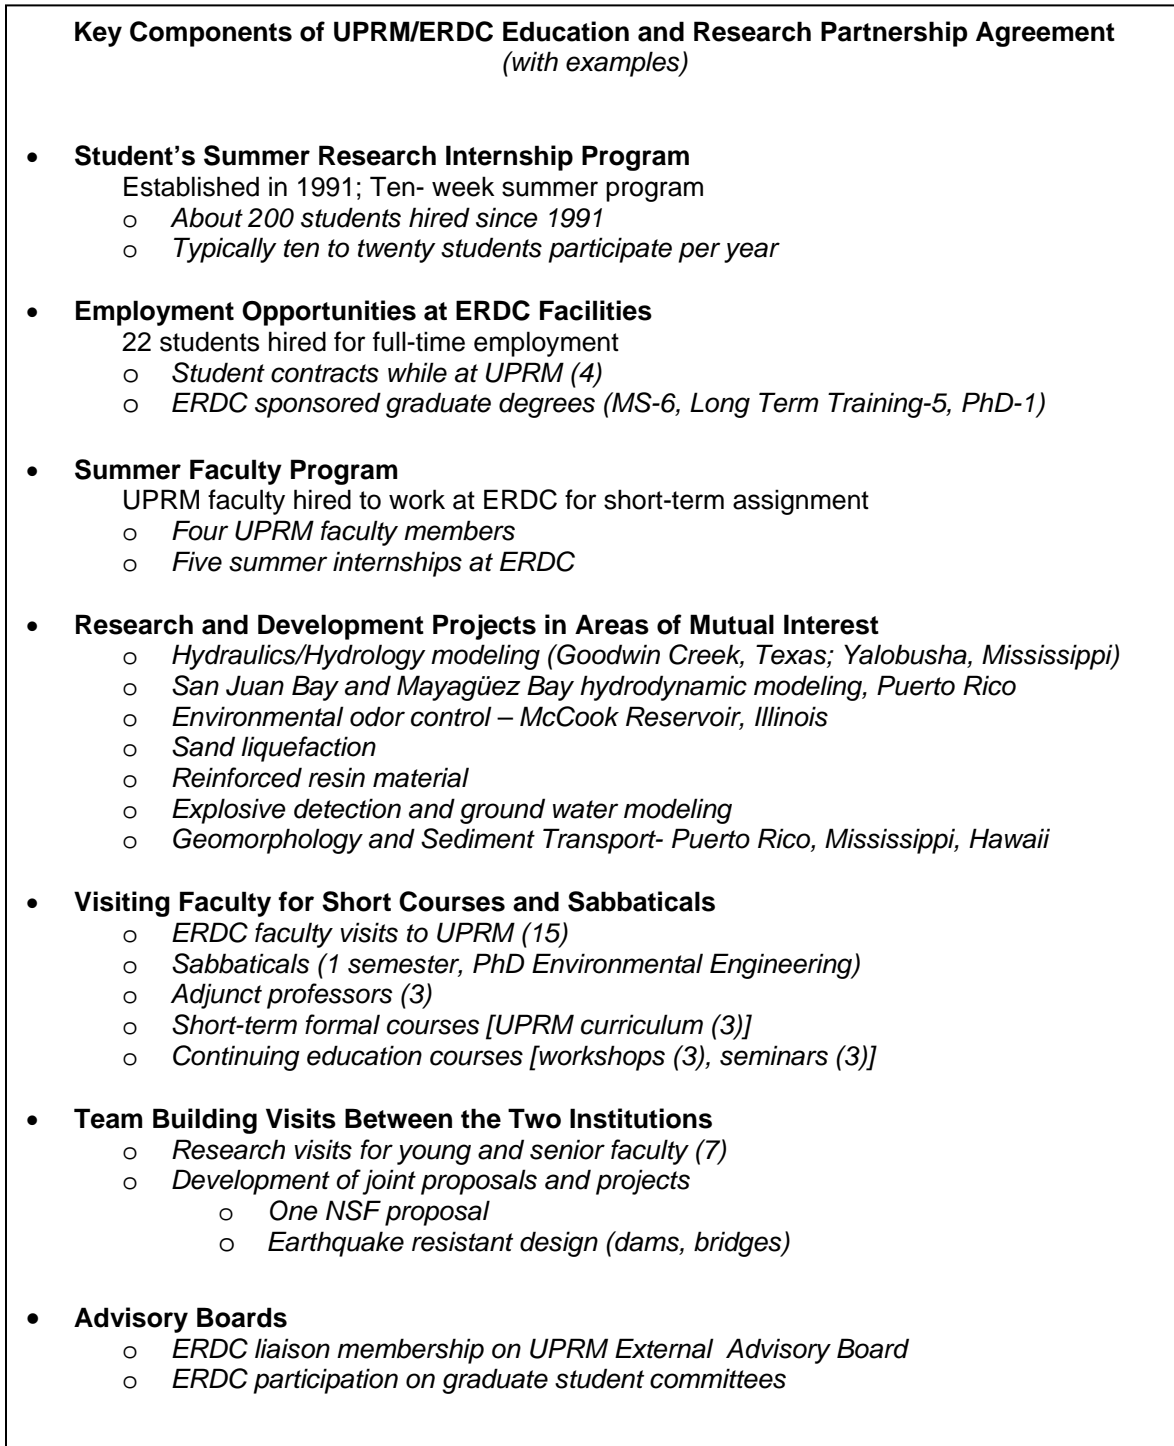 Key Components of UPRM/ERDC Education and Research Partnership Agreement
(with examples)
• Student’s Summer Research Internship Program
Established in 1991; Ten- week summer program
o About 200 students hired since 1991
o Typically ten to twenty students participate per year
• Employment Opportunities at ERDC Facilities
22 students hired for full-time employment
o Student contracts while at UPRM (4)
o ERDC sponsored graduate degrees (MS-6, Long Term Training-5, PhD-1)
• Summer Faculty Program
UPRM faculty hired to work at ERDC for short-term assignment
o Four UPRM faculty members
o Five summer internships at ERDC
• Research and Development Projects in Areas of Mutual Interest
o Hydraulics/Hydrology modeling (Goodwin Creek, Texas; Yalobusha, Mississippi)
o San Juan Bay and Mayagüez Bay hydrodynamic modeling, Puerto Rico
o Environmental odor control – McCook Reservoir, Illinois
o Sand liquefaction
o Reinforced resin material
o Explosive detection and ground water modeling
o Geomorphology and Sediment Transport- Puerto Rico, Mississippi, Hawaii
• Visiting Faculty for Short Courses and Sabbaticals
o ERDC faculty visits to UPRM (15)
o Sabbaticals (1 semester, PhD Environmental Engineering)
o Adjunct professors (3)
o Short-term formal courses [UPRM curriculum (3)]
o Continuing education courses [workshops (3), seminars (3)]
• Team Building Visits Between the Two Institutions
o Research visits for young and senior faculty (7)
o Development of joint proposals and projects
o One NSF proposal
o Earthquake resistant design (dams, bridges)
• Advisory Boards
o ERDC liaison membership on UPRM External Advisory Board
o ERDC participation on graduate student committees